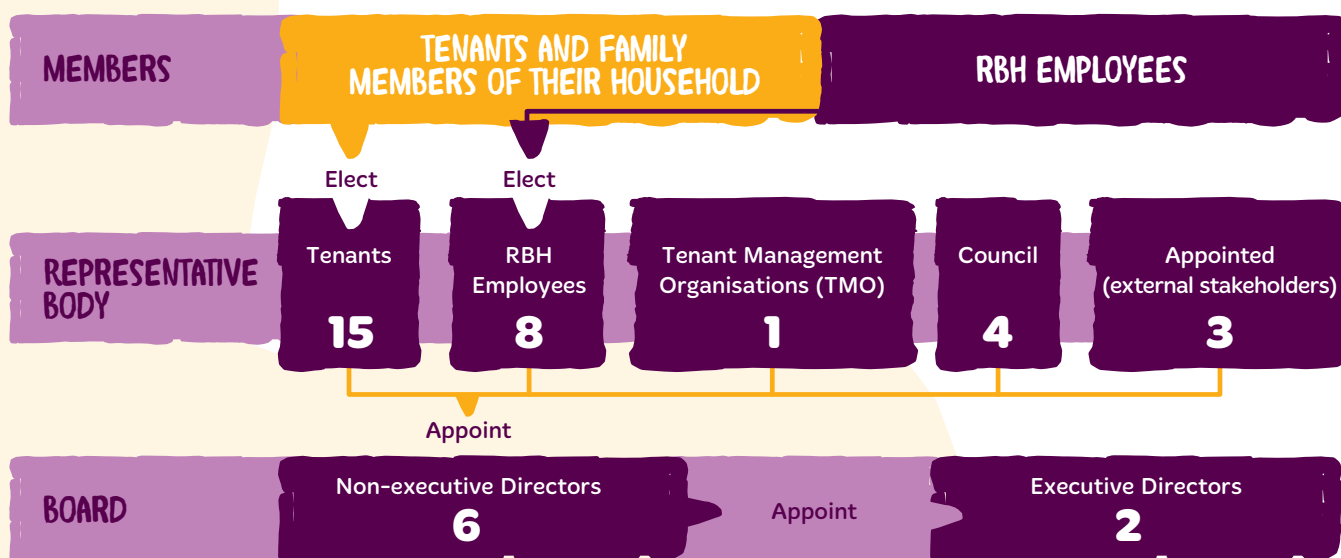 MEMBERS
TENANTS AND FAMILY
MEMBERS OF THEIR HOUSEHOLD
RBH EMPLOYEES
Elect
Elect
REPRESENTATIVE
BODY
Tenants
15
RBH
Employees
8
Tenant Management
Organisations (TMO)
1
Council
4
Appointed
(external stakeholders)
3
Appoint
BOARD
Non-executive Directors
6
Appoint
Executive Directors
2